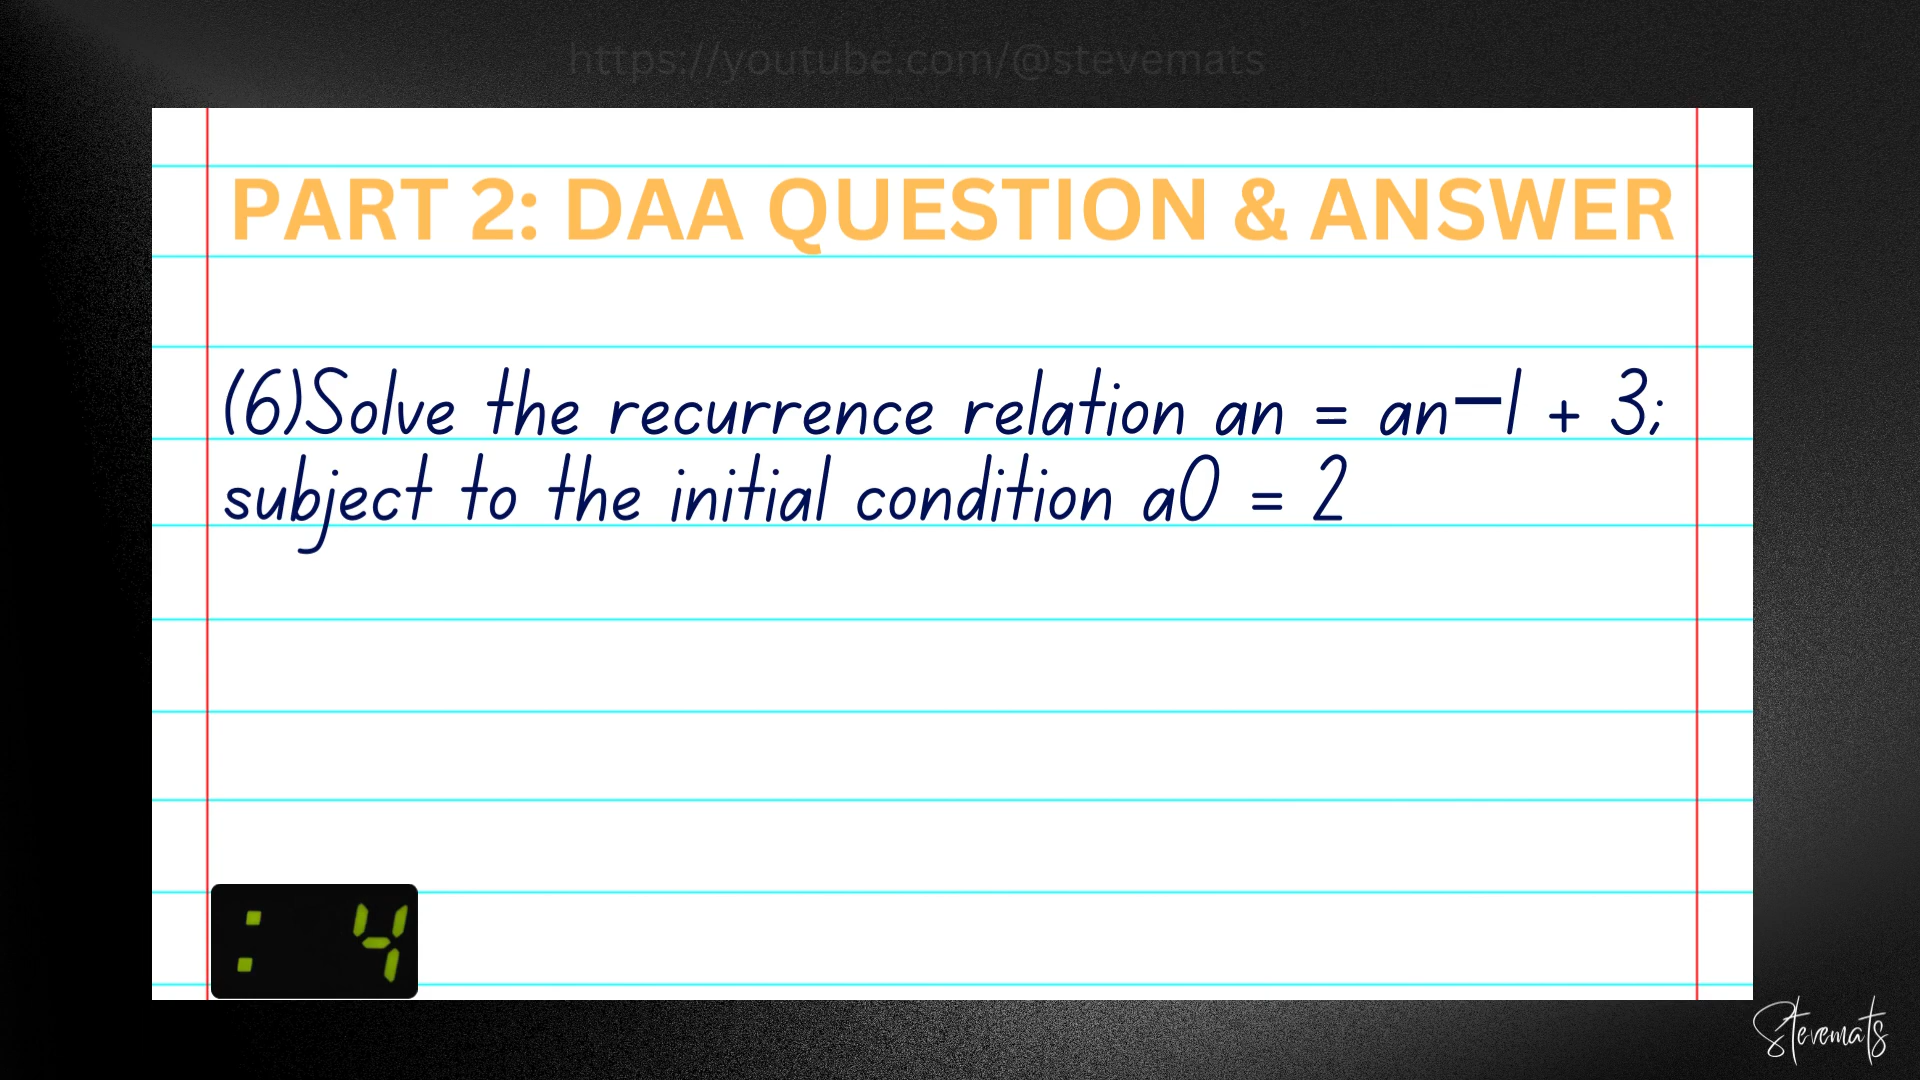 https://youtube.com/@stevemats
PART 2: DAA QUESTION & ANSWER
(6)Solve the recurrence relation an = an−1 + 3;
subject to the initial condition a0 = 2
: 4
Stevemats